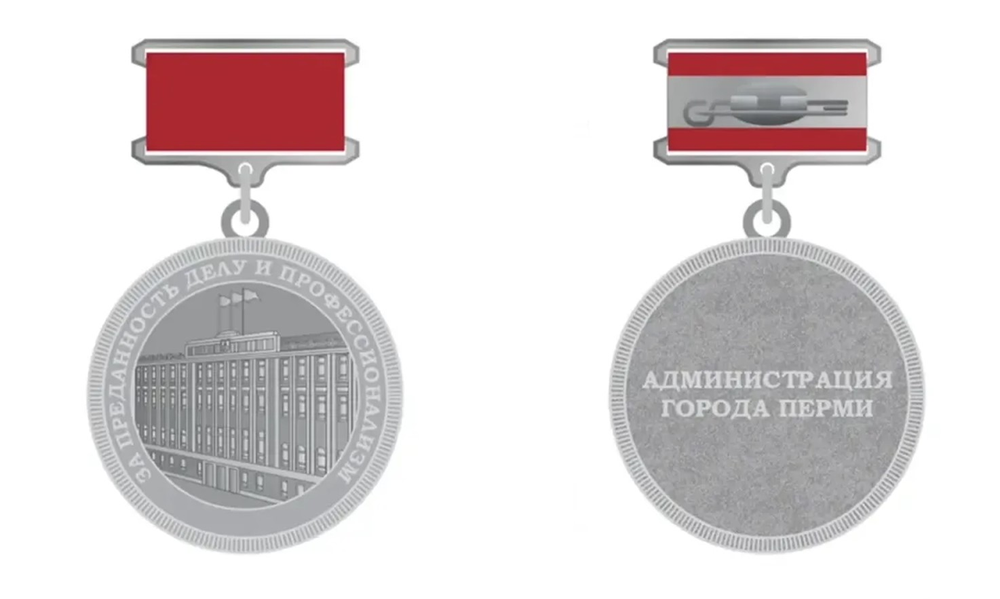 ЗА ПРЕДАННОСТЬ ДЕЛУ И ПРОФЕССИОНАЛИЗМ
АДМИНИСТРАЦИЯ
ГОРОДА ПЕРМИ